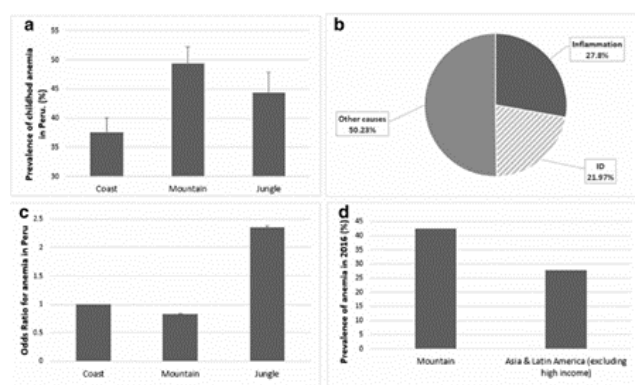 a
Prevalence of childhod anemia
in Peru. (%)
55
50
45
40
35
30
Coast
Mountain
Jungle
b
Inflammation
27.8%
Other causes
50.23%
ID
21.97%
c
Odds Ratio for anemia in Peru
2.5
2
1.5
1
0.5
0
Coast
Mountain
Jungle
d
Prevalence of anemia in 2016 (%)
45
40
35
30
25
20
15
10
5
0
Mountain
Asia & Latin America (excluding
high income)